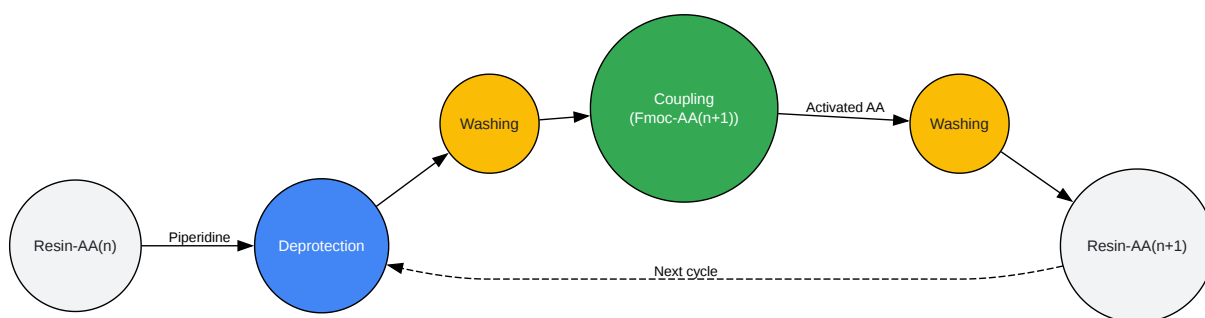 Resin-AA(n)
Piperidine
Deprotection
Washing
Coupling
(Fmoc-AA(n+1))
Activated AA
Washing
Resin-AA(n+1)
Next cycle